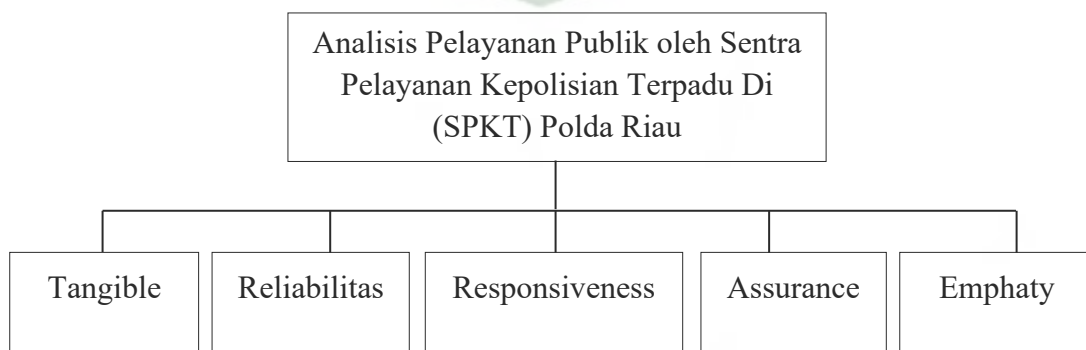 Analisis Pelayanan Publik oleh Sentra
Pelayanan Kepolisian Terpadu Di
(SPKT) Polda Riau
Tangible
Reliabilitas
Responsiveness
Assurance
Emphaty